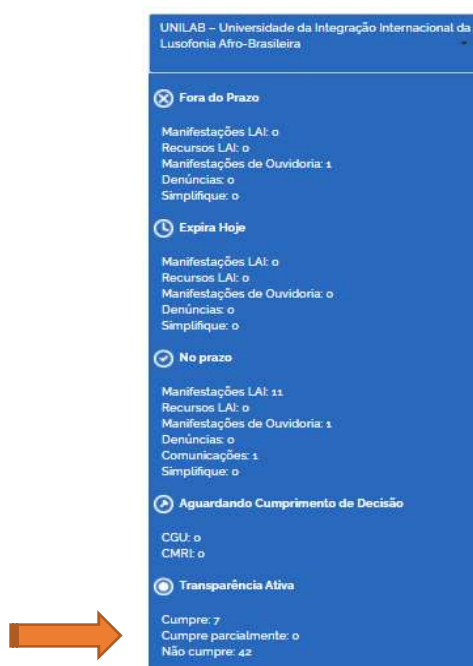 UNILAB – Universidade da Integração Internacional da
Lusofonia Afro-Brasileira
Fora do Prazo
Manifestações LAI: 0
Recursos LAI: 0
Manifestações de Ouvidoria: 1
Denúncias: 0
Simplifique: 0
Expira Hoje
Manifestações LAI: 0
Recursos LAI: 0
Manifestações de Ouvidoria: 0
Denúncias: 0
Simplifique: 0
No prazo
Manifestações LAI: 11
Recursos LAI: 0
Manifestações de Ouvidoria: 1
Denúncias: 0
Comunicações: 1
Simplifique: 0
Aguardando Cumprimento de Decisão
CGU: 0
CMRI: 0
Transparência Ativa
Cumpre: 7
Cumpre parcialmente: 0
Não cumpre: 42